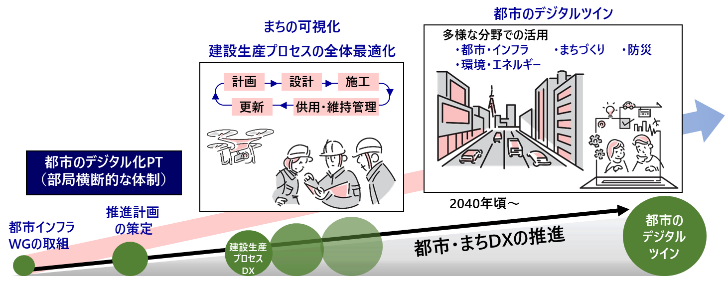 まちの可視化
建設生産プロセスの全体最適化
計画
設計
施工
更新
供用・維持管理
都市のデジタルツイン
多様な分野での活用
・都市・インフラ ・まちづくり ・防災
・環境・エネルギー
都市のデジタル化PT
（部局横断的な体制）
都市インフラ
WGの取組
推進計画
の策定
建設生産
プロセス
DX
2040年頃～
都市・まちDXの推進
都市の
デジタル
ツイン